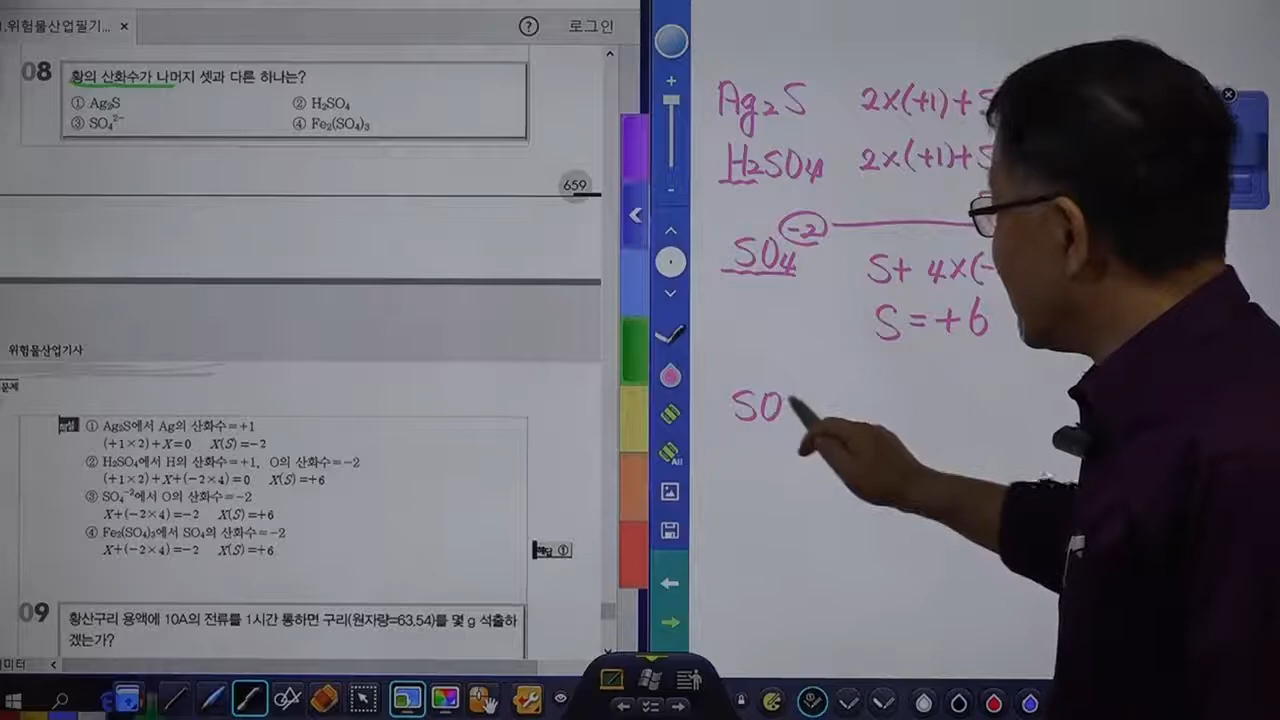 .위험물산업필기... ×
? 로그인
08 황의 산화수가 나머지 셋과 다른 하나는?
① Ag₂S ② H₂SO₄
③ SO₄²⁻ ④ Fe₂(SO₄)₃
659
위험물산업기사
문제
해설 ① Ag₂S에서 Ag의 산화수=+1
(+1×2)+X=0 X(S)=-2
② H₂SO₄에서 H의 산화수=+1, O의 산화수=-2
(+1×2)+X+(-2×4)=0 X(S)=+6
③ SO₄⁻²에서 O의 산화수=-2
X+(-2×4)=-2 X(S)=+6
④ Fe₂(SO₄)₃에서 SO₄의 산화수=-2
X+(-2×4)=-2 X(S)=+6
해답 ①
09 황산구리 용액에 10A의 전류를 1시간 통하면 구리(원자량=63.54)를 몇 g 석출하
겠는가?
미터
All
Ag₂S 2×(+1)+S
H₂SO₄ 2×(+1)+S
SO₄⁻²
S+ 4×(-
S=+6
SO